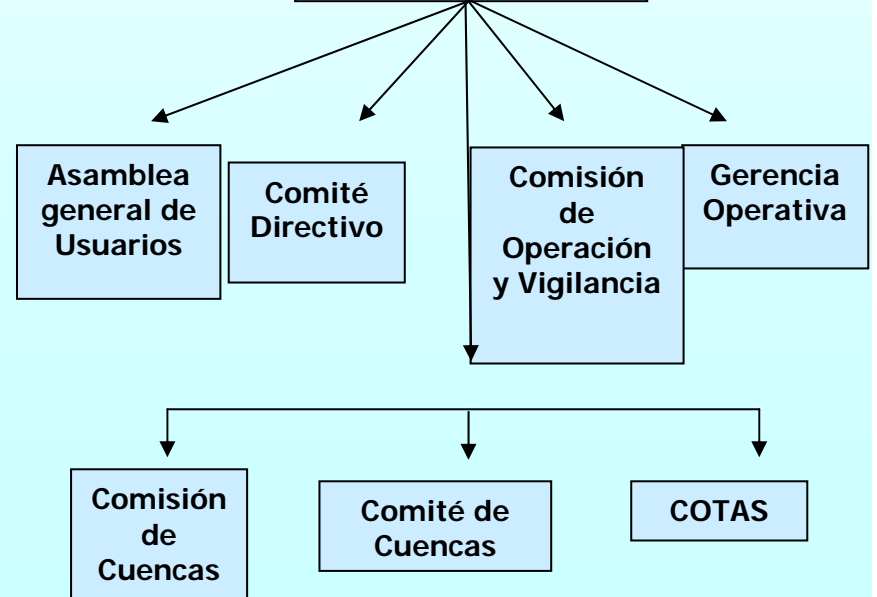 Asamblea
general de
Usuarios
Comité
Directivo
Comisión
de
Operación
y Vigilancia
Gerencia
Operativa
Comisión
de
Cuencas
Comité de
Cuencas
COTAS